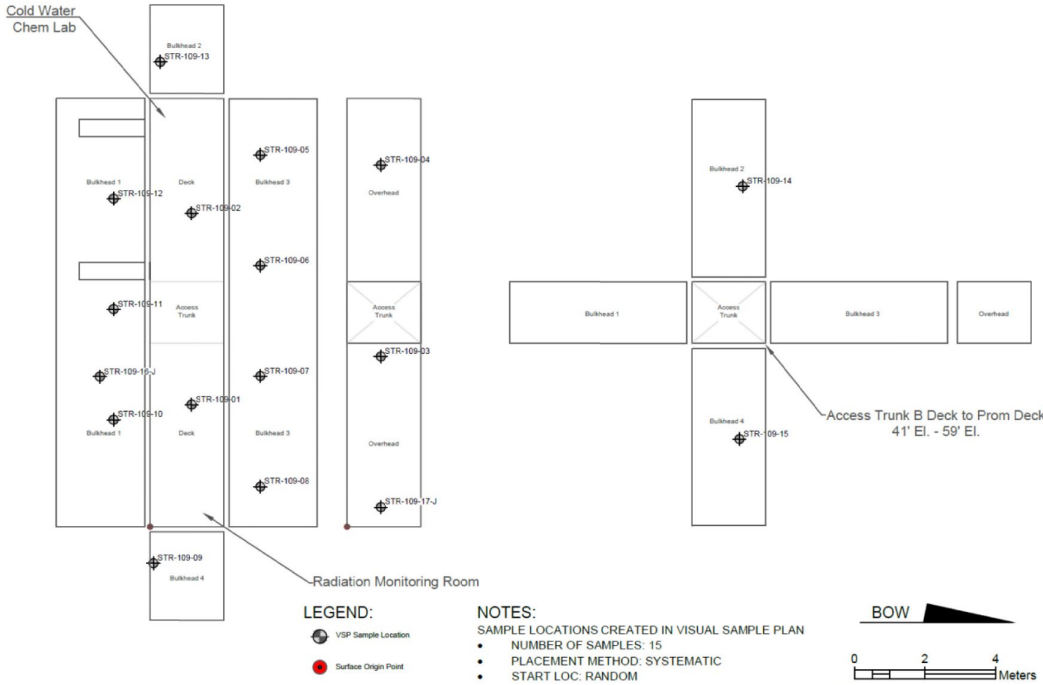 Cold Water
Chem Lab
Bulkhead 2
STR-109-13
STR-109-05
STR-109-04
Bulkhead 1
Deck
Bulkhead 3
Overhead
STR-109-12
STR-109-02
STR-109-06
STR-109-11
Access
Trunk
Access
Trunk
STR-109-03
STR-109-16-J
STR-109-07
STR-109-01
STR-109-10
Bulkhead 1
Deck
Bulkhead 3
Overhead
STR-109-08
STR-109-17-J
STR-109-09
Bulkhead 4
Radiation Monitoring Room
Bulkhead 2
STR-109-14
Bulkhead 1
Access
Trunk
Bulkhead 3
Overhead
Bulkhead 4
STR-109-15
Access Trunk B Deck to Prom Deck
41' El. - 59' El.
LEGEND:
VSP Sample Location
Surface Origin Point
NOTES:
SAMPLE LOCATIONS CREATED IN VISUAL SAMPLE PLAN
• NUMBER OF SAMPLES: 15
• PLACEMENT METHOD: SYSTEMATIC
• START LOC: RANDOM
BOW
0 2 4
Meters